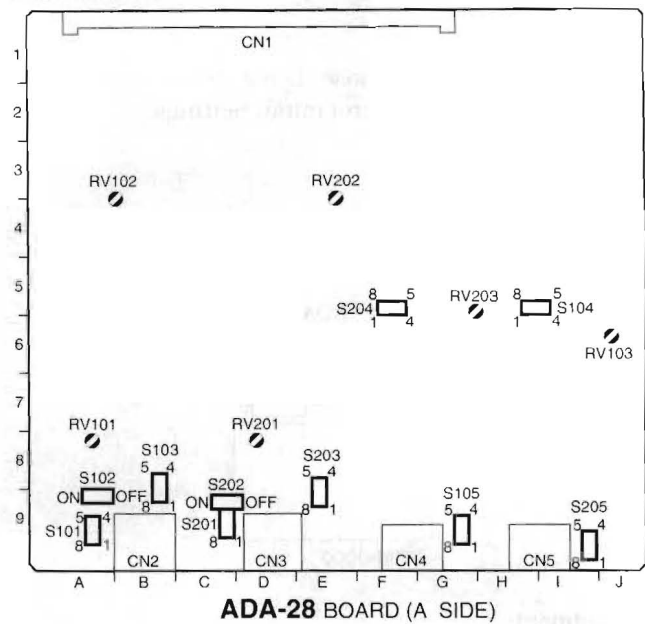 CN1
1
2
3
RV102 RV202
4
5
8 5 8 5
S204 RV203 S104
1 4 1 4
6
RV103
7
RV101 RV201
S103
8
5 4 S203
S102 S202 5 4
ON OFF ON OFF S105
5 4 8 1 5 4 S205
9
S101 S201 8 1 5 4
8 1 8 1 8 1 8 1
CN2 CN3 CN4 CN5
A B C D E F G H I J
ADA-28 BOARD (A SIDE)